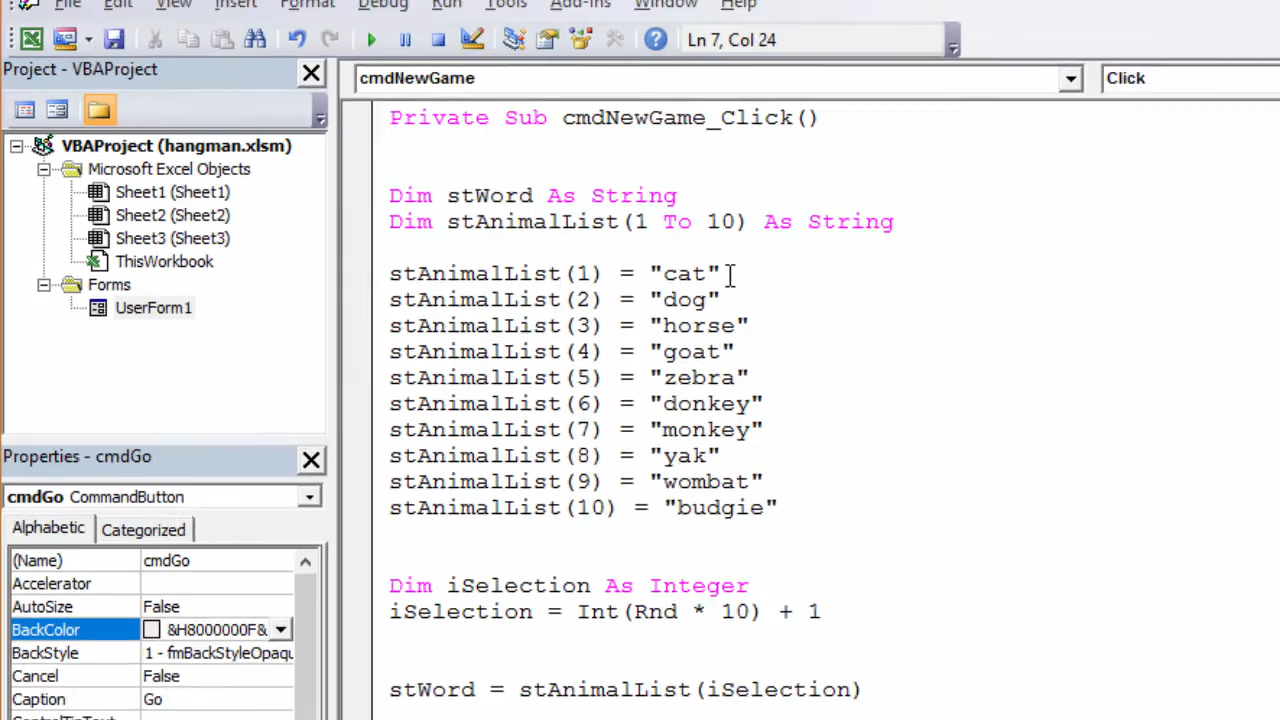 File Edit View Insert Format Debug Run Tools Add-Ins Window Help
Ln 7, Col 24
Project - VBAProject
VBAProject (hangman.xlsm)
Microsoft Excel Objects
Sheet1 (Sheet1)
Sheet2 (Sheet2)
Sheet3 (Sheet3)
ThisWorkbook
Forms
UserForm1
Properties - cmdGo
cmdGo CommandButton
Alphabetic Categorized
(Name) cmdGo
Accelerator
AutoSize False
BackColor &H8000000F&
BackStyle 1 - fmBackStyleOpaqu
Cancel False
Caption Go
cmdNewGame Click
Private Sub cmdNewGame_Click()
Dim stWord As String
Dim stAnimalList(1 To 10) As String
stAnimalList(1) = "cat"
stAnimalList(2) = "dog"
stAnimalList(3) = "horse"
stAnimalList(4) = "goat"
stAnimalList(5) = "zebra"
stAnimalList(6) = "donkey"
stAnimalList(7) = "monkey"
stAnimalList(8) = "yak"
stAnimalList(9) = "wombat"
stAnimalList(10) = "budgie"
Dim iSelection As Integer
iSelection = Int(Rnd * 10) + 1
stWord = stAnimalList(iSelection)